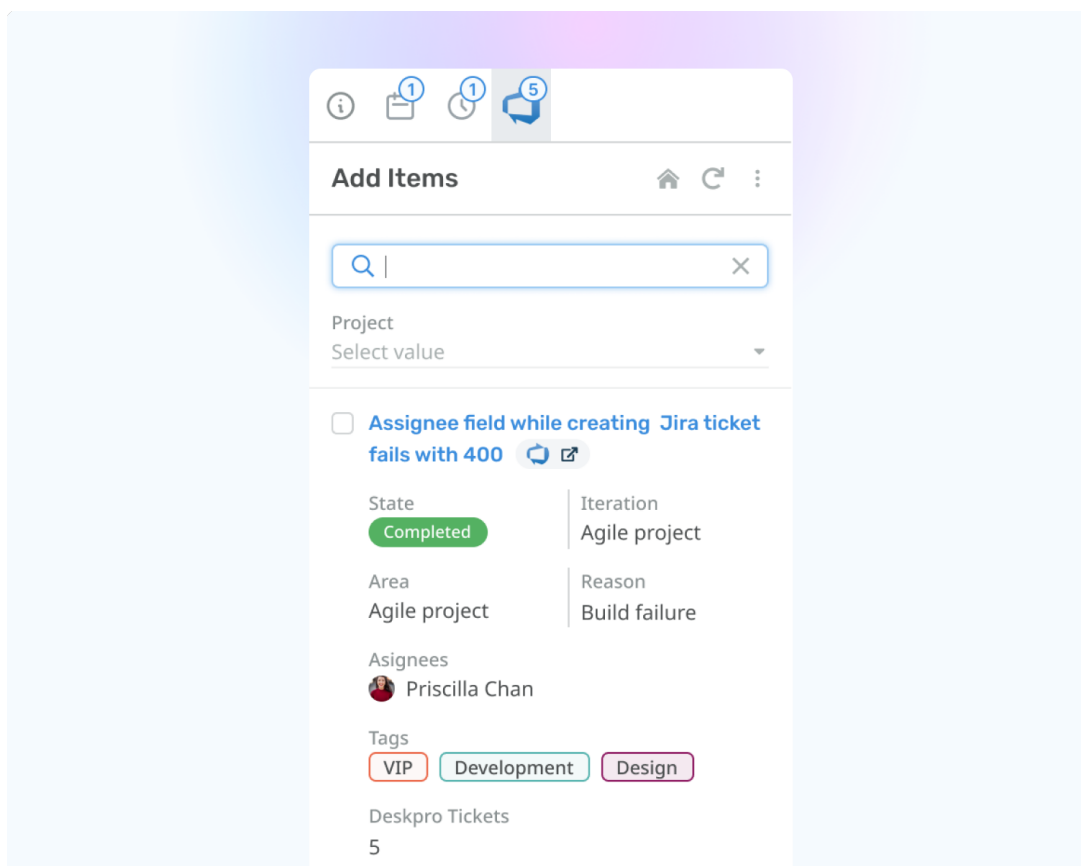 1 1 5
Add Items
Project
Select value
Assignee field while creating Jira ticket
fails with 400
State Iteration
Completed Agile project
Area Reason
Agile project Build failure
Asignees
Priscilla Chan
Tags
VIP Development Design
Deskpro Tickets
5